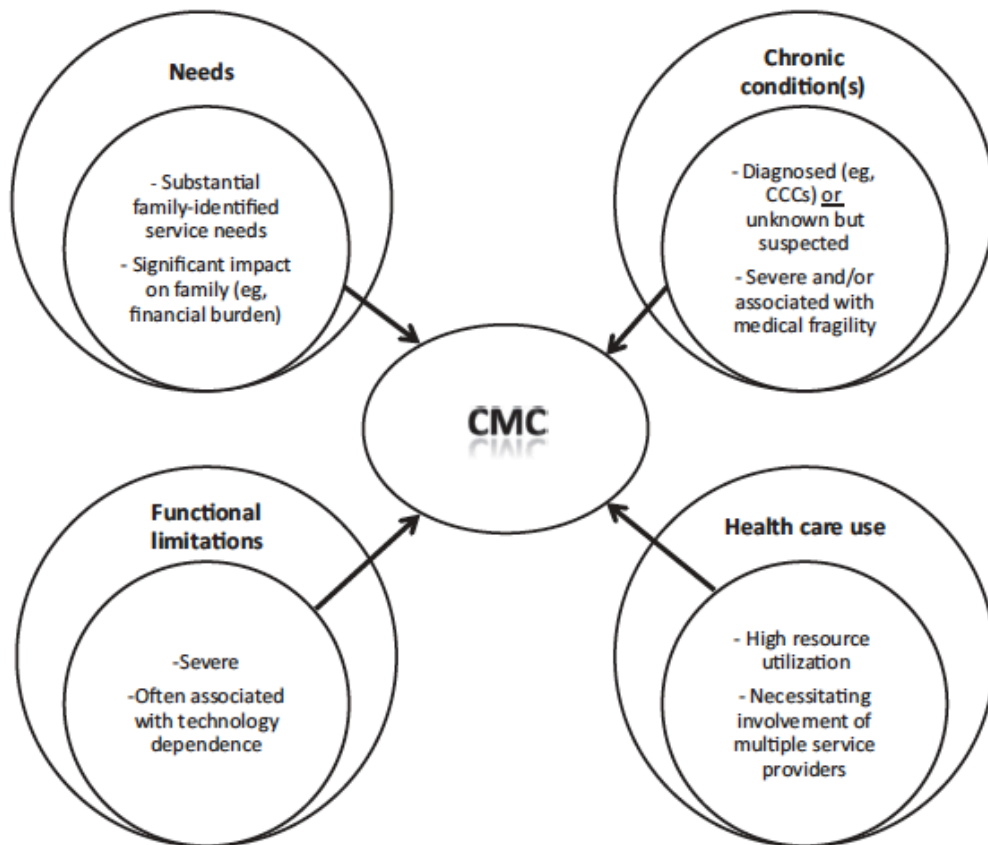 Needs
- Substantial
family-identified
service needs
- Significant impact
on family (eg,
financial burden)
Chronic
condition(s)
- Diagnosed (eg,
CCCs) or
unknown but
suspected
- Severe and/or
associated with
medical fragility
CMC
Functional
limitations
-Severe
-Often associated
with technology
dependence
Health care use
- High resource
utilization
- Necessitating
involvement of
multiple service
providers